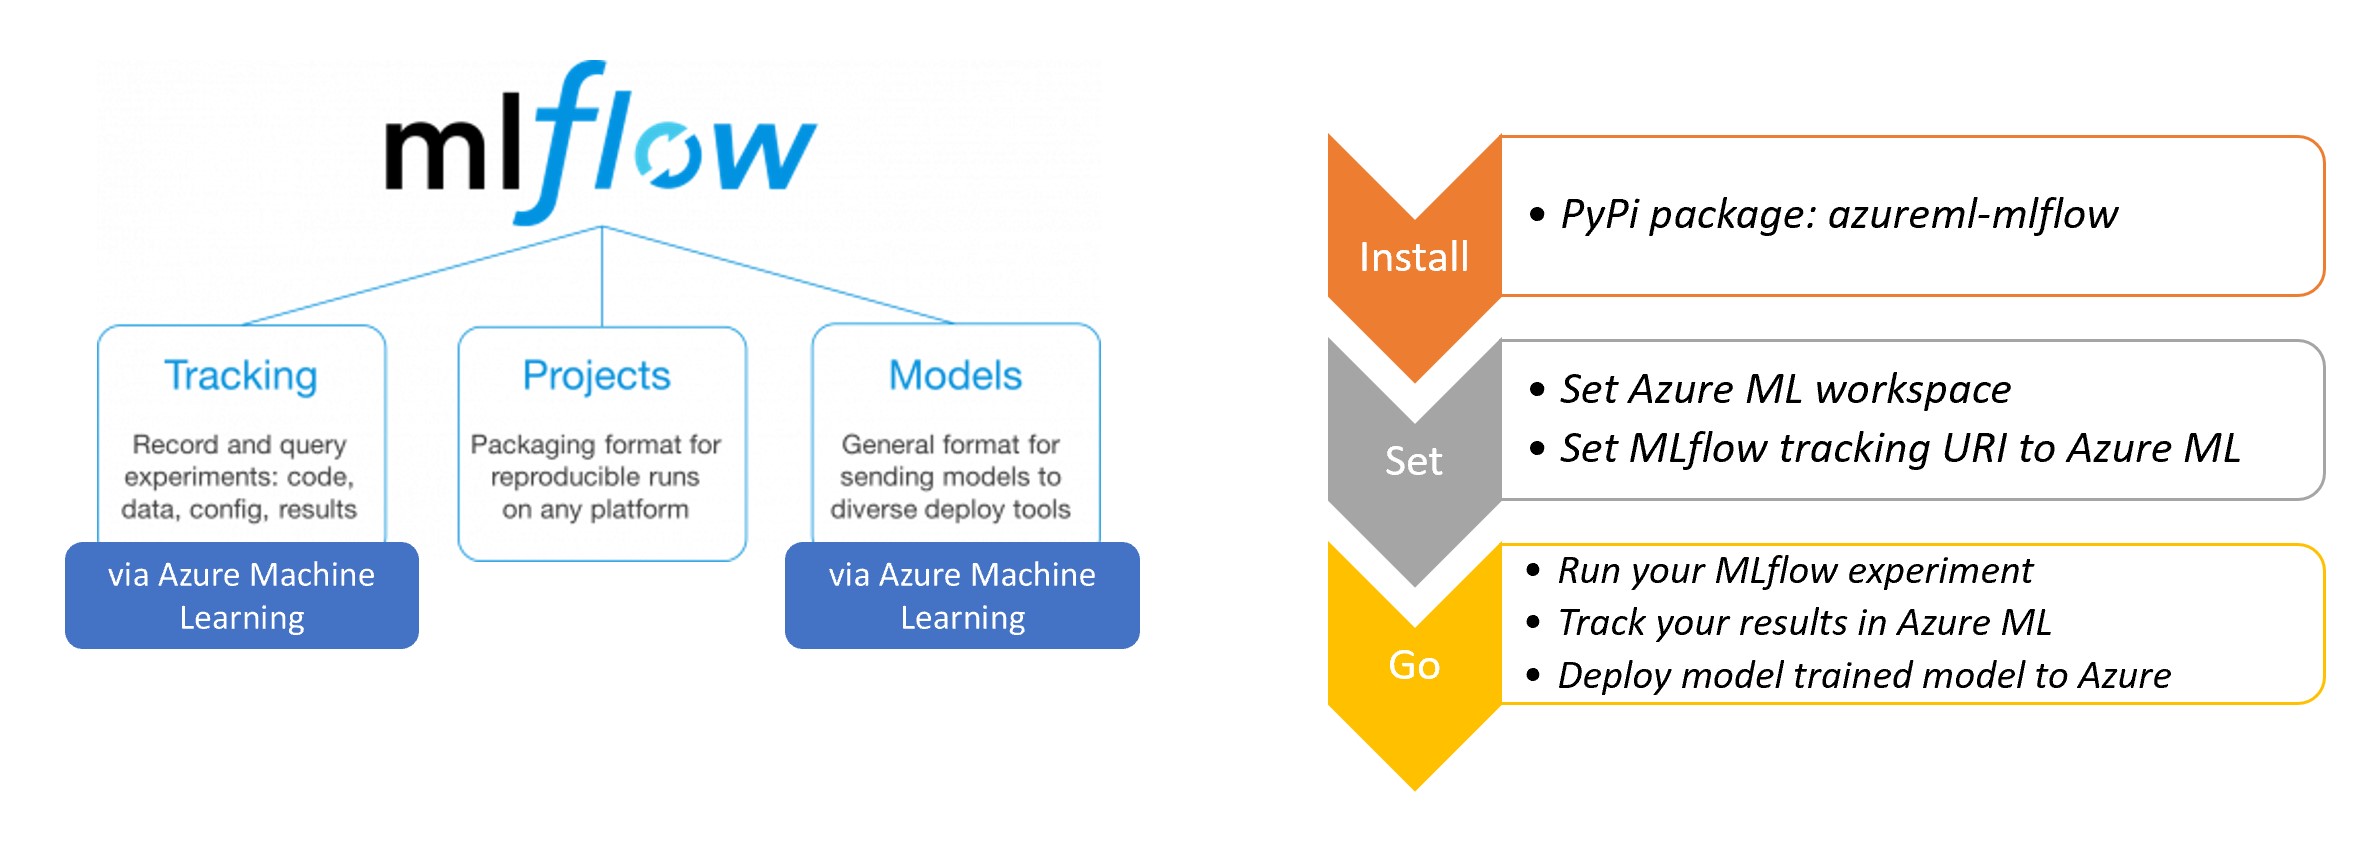 mlflow
Tracking
Record and query
experiments: code,
data, config, results
via Azure Machine
Learning
Projects
Packaging format for
reproducible runs
on any platform
Models
General format for
sending models to
diverse deploy tools
via Azure Machine
Learning
Install
• PyPi package: azureml-mlflow
Set
• Set Azure ML workspace
• Set MLflow tracking URI to Azure ML
Go
• Run your MLflow experiment
• Track your results in Azure ML
• Deploy model trained model to Azure